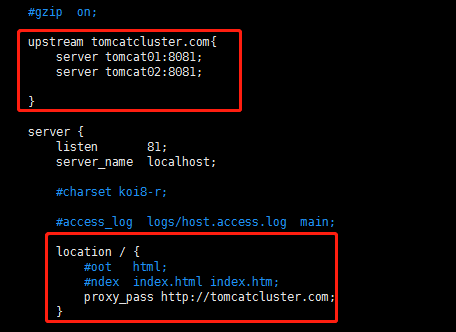 #gzip  on;
upstream tomcatcluster.com{
    server tomcat01:8081;
    server tomcat02:8081;
}
server {
    listen       81;
    server_name  localhost;
    #charset koi8-r;
    #access_log  logs/host.access.log  main;
    location / {
        #oot   html;
        #ndex  index.html index.htm;
        proxy_pass http://tomcatcluster.com;
    }